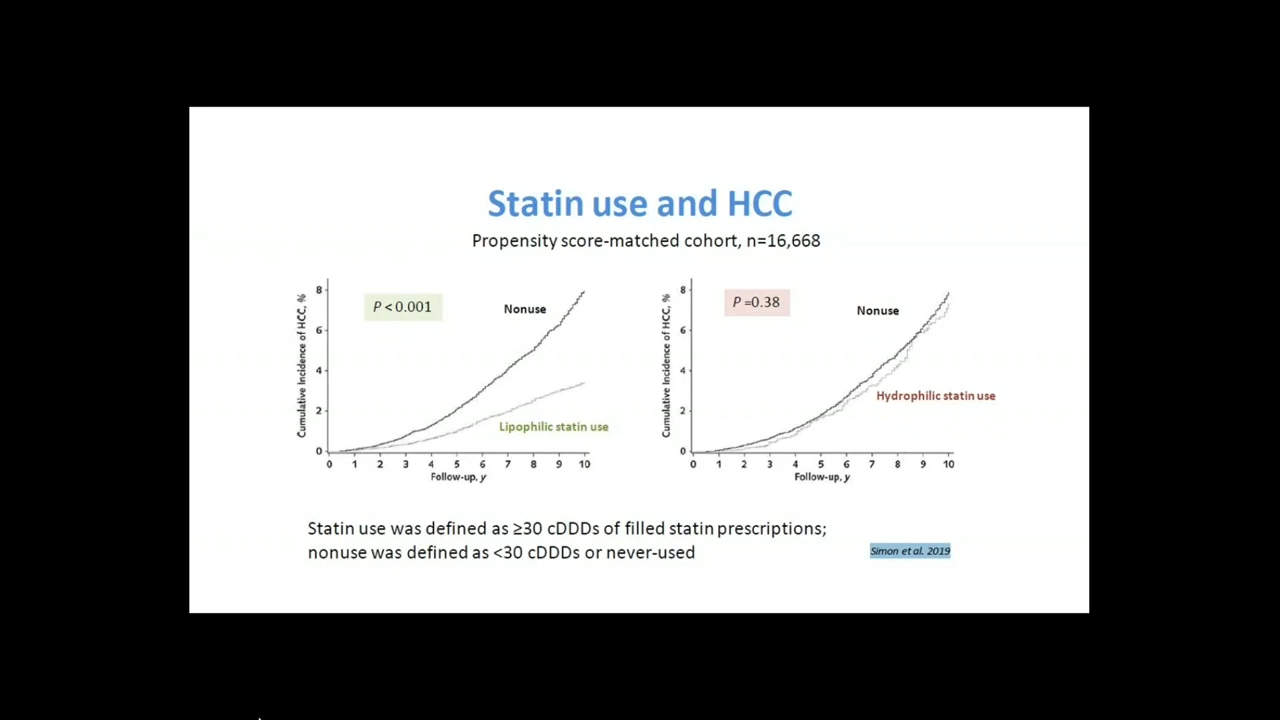 Statin use and HCC
Propensity score-matched cohort, n=16,668
Cumulative Incidence of HCC, %
8
6
4
2
0
P < 0.001
Nonuse
Lipophilic statin use
0 1 2 3 4 5 6 7 8 9 10
Follow-up, y
Cumulative Incidence of HCC, %
8
6
4
2
0
P =0.38
Nonuse
Hydrophilic statin use
0 1 2 3 4 5 6 7 8 9 10
Follow-up, y
Statin use was defined as ≥30 cDDDs of filled statin prescriptions;
nonuse was defined as <30 cDDDs or never-used
Simon et al. 2019